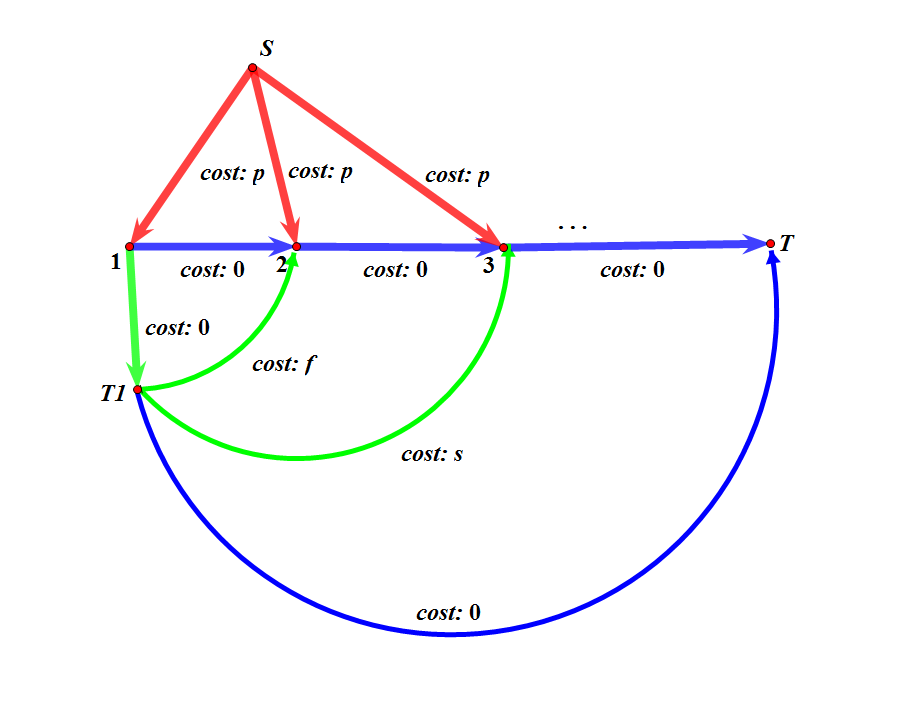 S
cost: p
cost: p
cost: p
. . .
T
1
2
3
cost: 0
cost: 0
cost: 0
cost: 0
cost: f
T1
cost: s
cost: 0